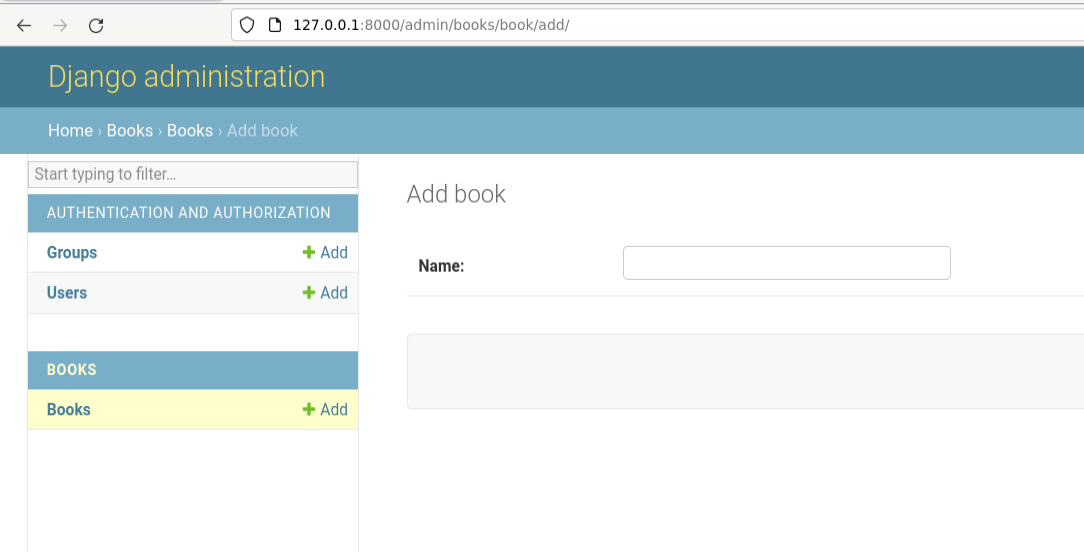 127.0.0.1:8000/admin/books/book/add/
Django administration
Home › Books › Books › Add book
Start typing to filter...
AUTHENTICATION AND AUTHORIZATION
Groups + Add
Users + Add
BOOKS
Books + Add
Add book
Name: